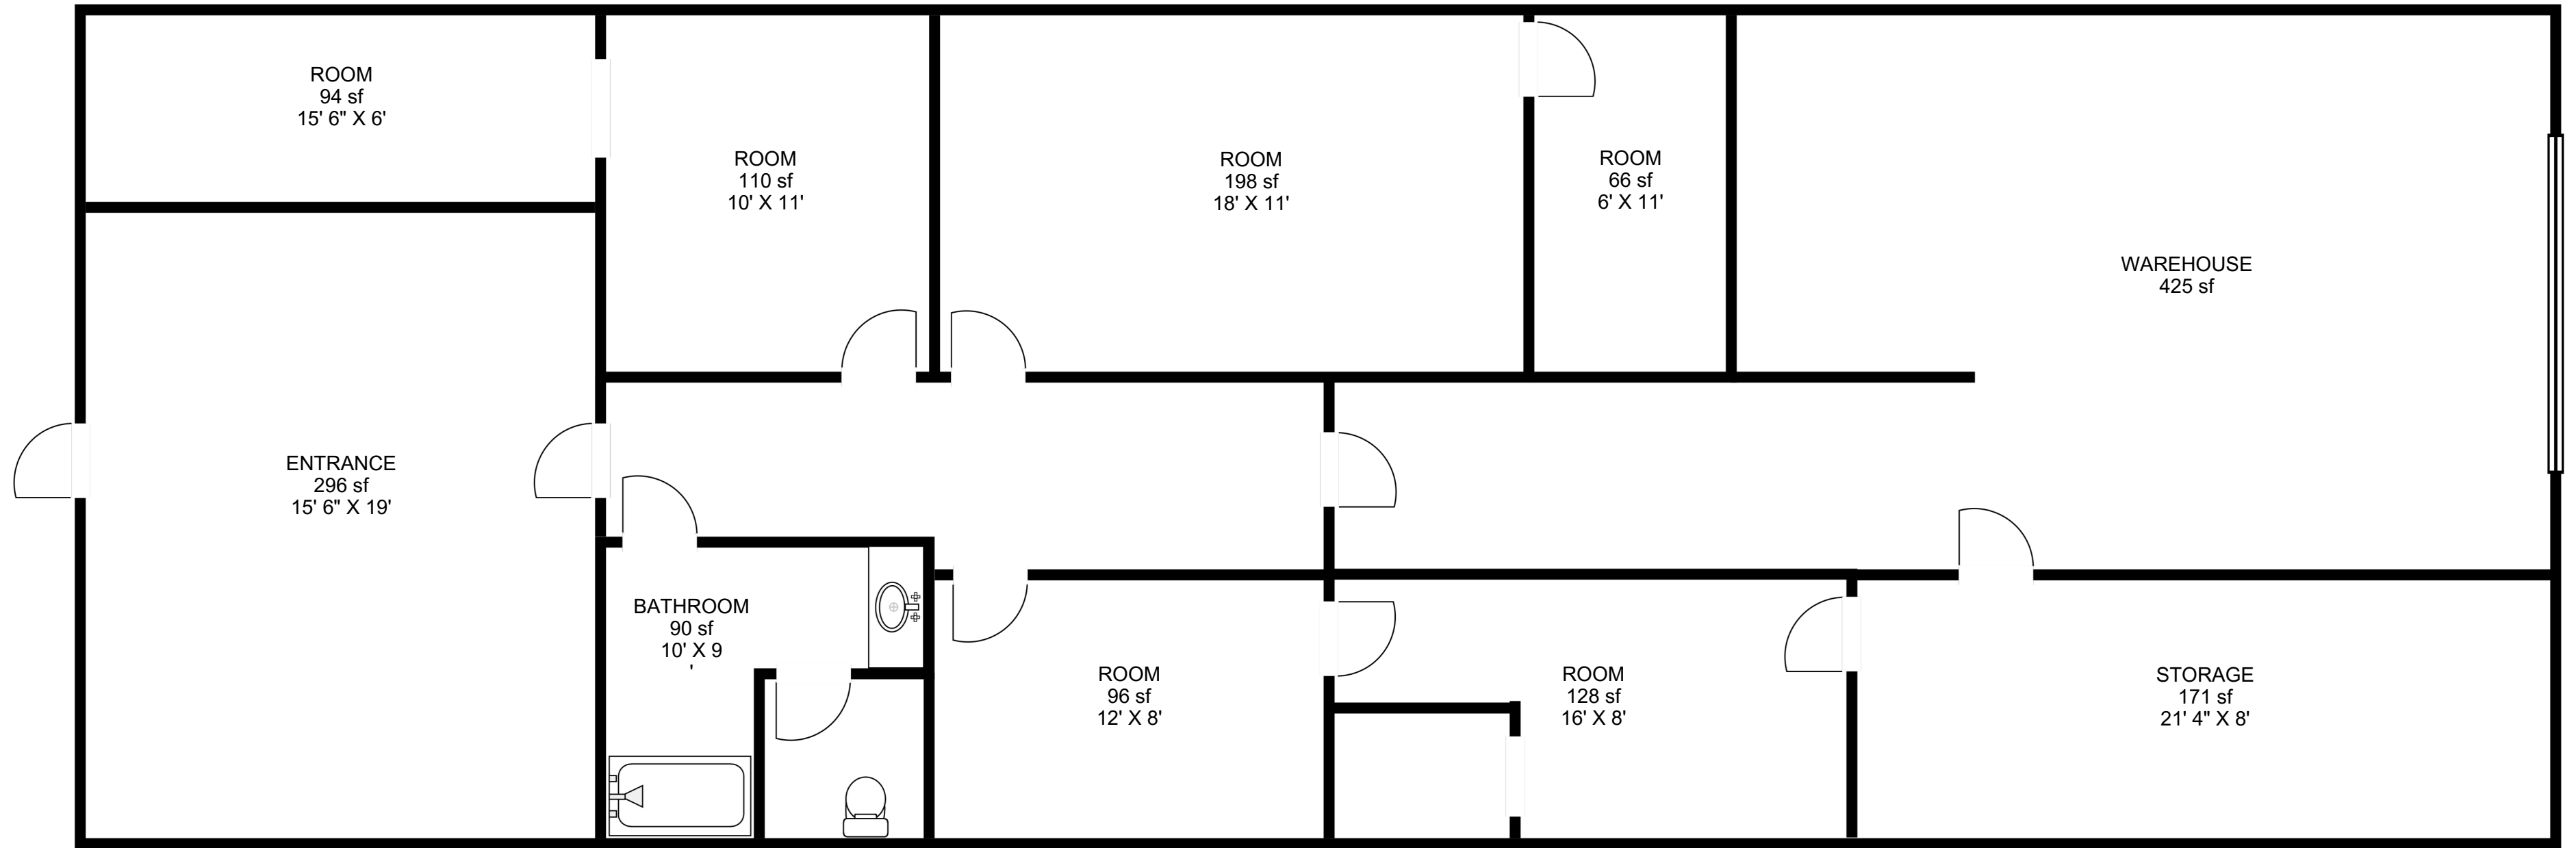 ROOM
94 sf
15' 6" X 6'
ROOM
110 sf
10' X 11'
ROOM
198 sf
18' X 11'
ROOM
66 sf
6' X 11'
WAREHOUSE
425 sf
ENTRANCE
296 sf
15' 6" X 19'
BATHROOM
90 sf
10' X 9
'
ROOM
96 sf
12' X 8'
ROOM
128 sf
16' X 8'
STORAGE
171 sf
21' 4" X 8'